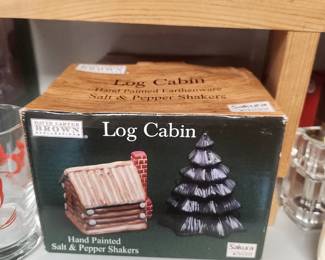 Log Cabin
Hand Painted Earthenware
Salt & Pepper Shakers
Sakura
DAVID CARTER
BROWN
Log Cabin
Hand Painted
Salt & Pepper Shakers
Sakura